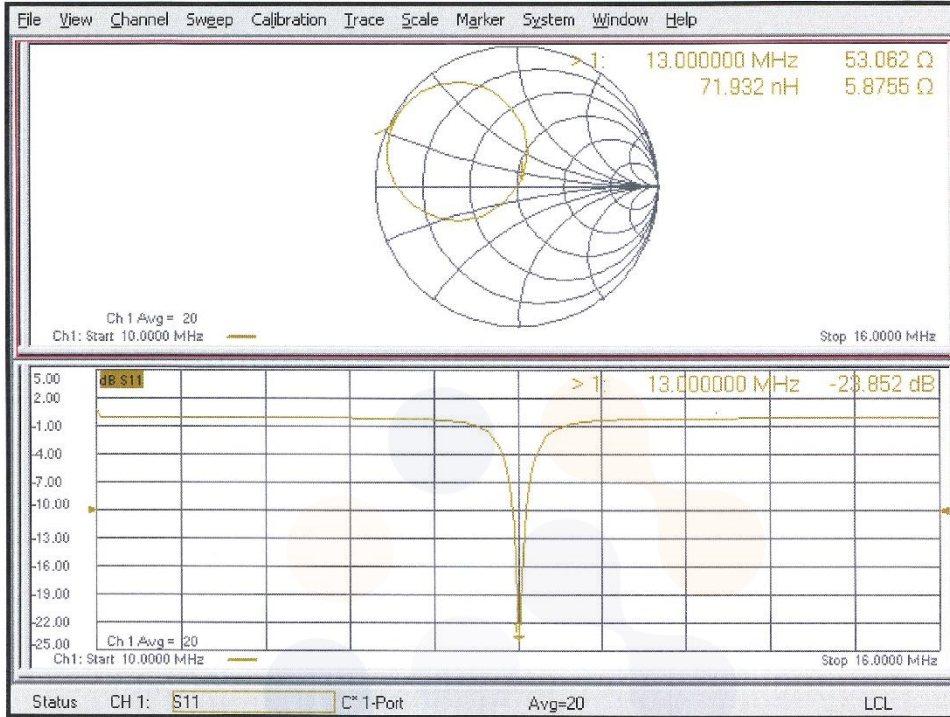 File View Channel Sweep Calibration Trace Scale Marker System Window Help
> 1: 13.000000 MHz 53.062 Ω
71.932 nH 5.8755 Ω
Ch 1 Avg = 20
Ch1: Start 10.0000 MHz
Stop 16.0000 MHz
5.00
dB S11
> 1: 13.000000 MHz -23.852 dB
2.00
-1.00
-4.00
-7.00
-10.00
-13.00
-16.00
-19.00
-22.00
-25.00
Ch 1 Avg = 20
Ch1: Start 10.0000 MHz
Stop 16.0000 MHz
Status CH 1: S11 C* 1-Port Avg=20 LCL